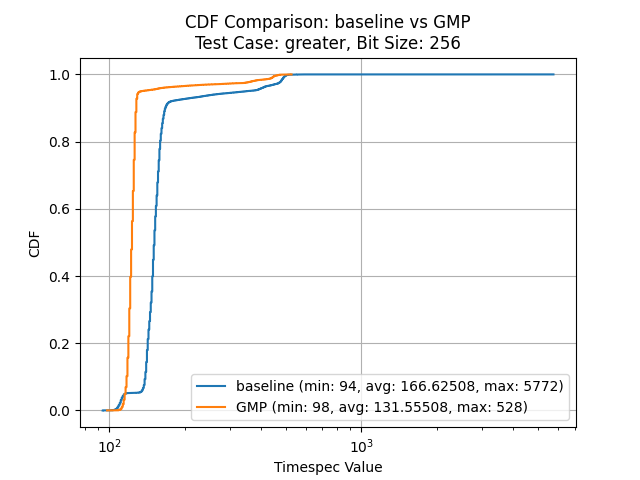 CDF Comparison: baseline vs GMP
Test Case: greater, Bit Size: 256
1.0
0.8
0.6
0.4
0.2
0.0
CDF
baseline (min: 94, avg: 166.62508, max: 5772)
GMP (min: 98, avg: 131.55508, max: 528)
10²
10³
Timespec Value